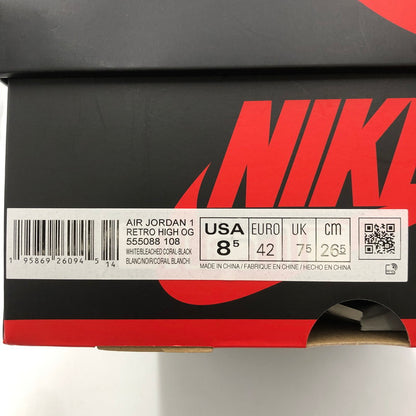 NIKE
AIR JORDAN 1
RETRO HIGH OG
555088 108
WHITE/BLEACHED CORAL-BLACK
BLANC/NOIR/CORAIL BLANCHI
USA EURO UK cm
8.5 42 7.5 26.5
MADE IN CHINA / FABRIQUÉ EN CHINE / HECHO EN CHINA
1 95869 26094 5 14